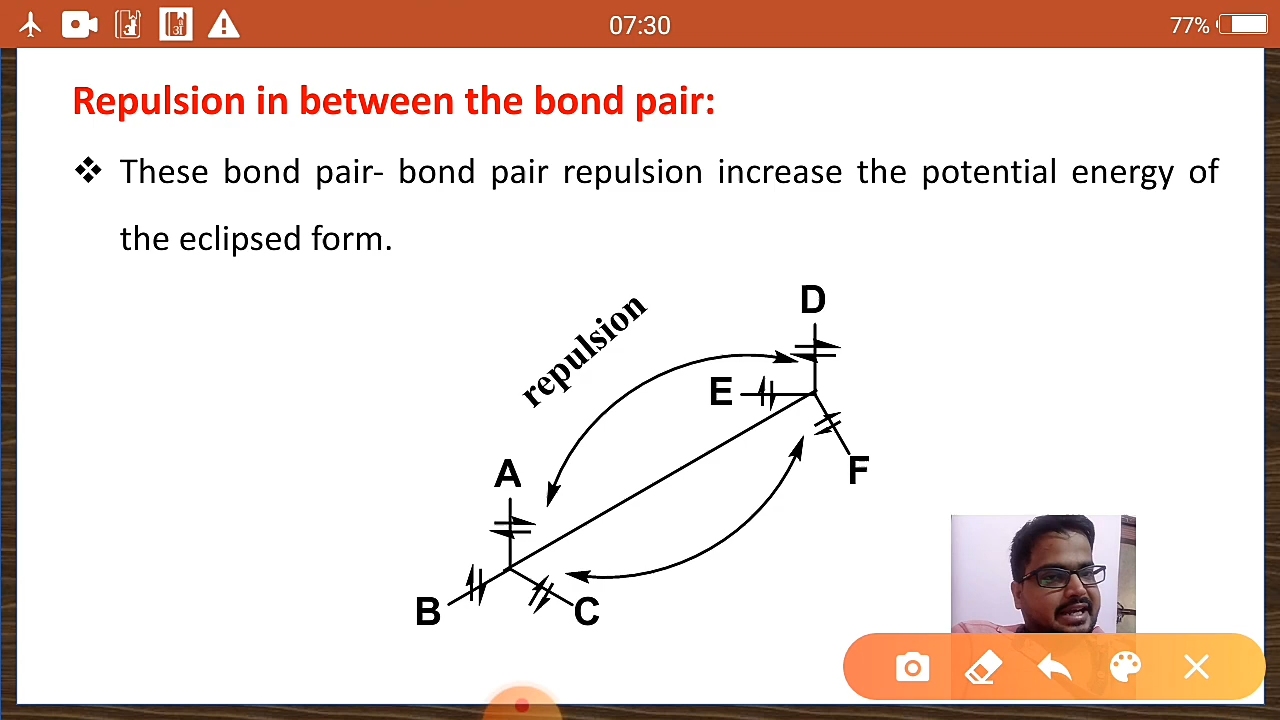 07:30
77%
Repulsion in between the bond pair:
❖ These bond pair- bond pair repulsion increase the potential energy of
the eclipsed form.
repulsion
D
E
F
A
B
C